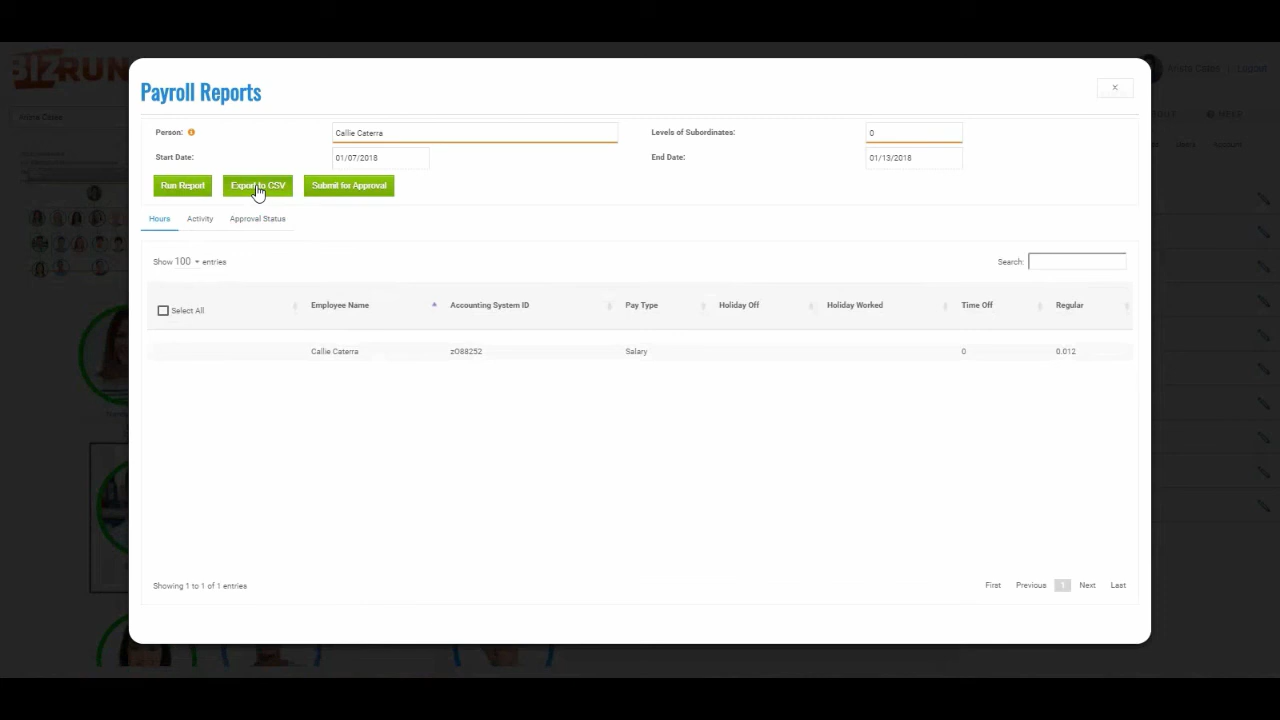 BIZRUN
Logout
Payroll Reports
x
Person:
Callie Caterra
Levels of Subordinates:
0
Start Date:
01/07/2018
End Date:
01/13/2018
Run Report
Export to CSV
Submit for Approval
Hours
Activity
Approval Status
Show 100 entries
Search:
Select All
Employee Name
Accounting System ID
Pay Type
Holiday Off
Holiday Worked
Time Off
Regular
Callie Caterra
z088252
Salary
0
0.012
Showing 1 to 1 of 1 entries
First
Previous
1
Next
Last